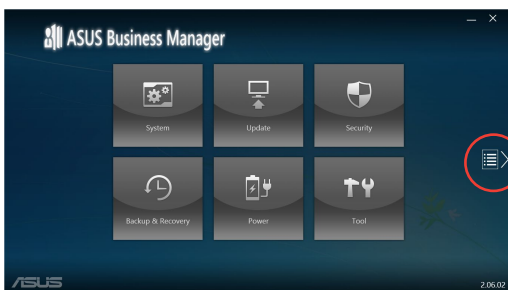 ASUS Business Manager
System
Update
Security
Backup & Recovery
Power
Tool
ASUS
2.06.02